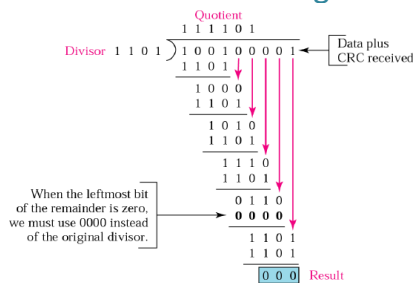 Quotient
1 1 1 1 0 1
Divisor 1 1 0 1 ) 1 0 0 1 0 0 0 0 1 Data plus
CRC received
1 1 0 1
1 0 0 0
1 1 0 1
1 0 1 0
1 1 0 1
1 1 1 0
1 1 0 1
0 1 1 0
0 0 0 0
When the leftmost bit
of the remainder is zero,
we must use 0000 instead
of the original divisor.
1 1 0 1
1 1 0 1
0 0 0 Result